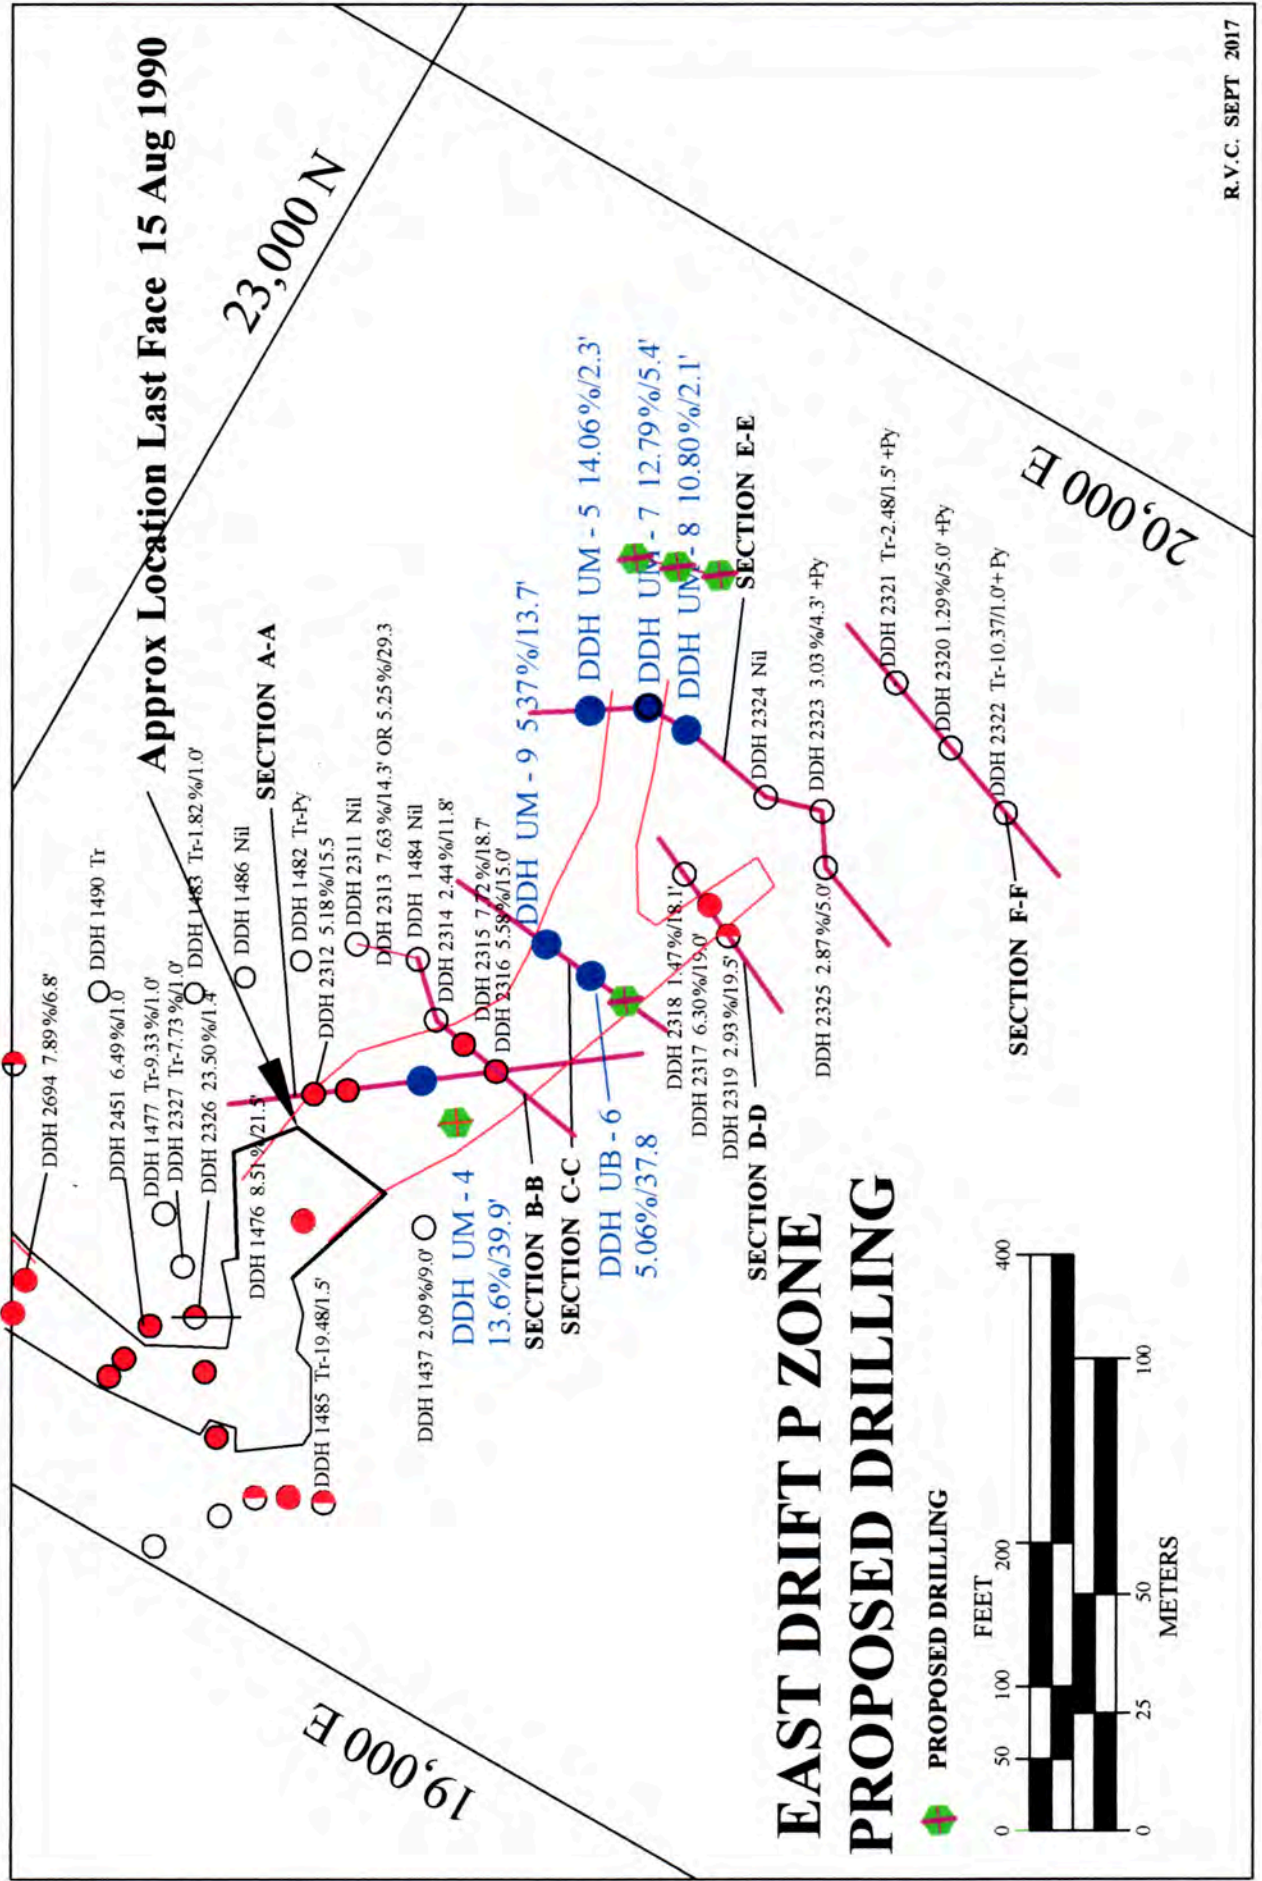 Approx Location Last Face 15 Aug 1990
23,000 N
DDH 2694 7.89%/6.8'
DDH 1490 Tr
DDH 2451 6.49%/1.0
DDH 1477 Tr-9.33%/1.0'
DDH 2327 Tr-7.73%/1.0'
DDH 1483 Tr-1.82%/1.0'
DDH 2326 23.50%/1.4'
DDH 1486 Nil
DDH 1476 8.51%/21.5'
SECTION A-A
DDH 1482 Tr-Py
DDH 2312 5.18%/15.5
DDH 1485 Tr-19.48/1.5'
DDH 2311 Nil
DDH 2313 7.63%/14.3' OR 5.25%/29.3
DDH 1484 Nil
DDH 2314 2.44%/11.8'
DDH 2315 7.72%/18.7'
DDH 2316 5.58%/15.0'
DDH 1437 2.09%/9.0'
DDH UM - 4
13.6%/39.9'
DDH UM - 9 5.37%/13.7'
SECTION B-B
SECTION C-C
DDH UB - 6
5.06%/37.8
DDH UM - 5 14.06%/2.3'
DDH UM - 7 12.79%/5.4'
DDH UM - 8 10.80%/2.1'
DDH 2318 1.47%/18.1'
DDH 2317 6.30%/19.0'
DDH 2319 2.93%/19.5'
SECTION D-D
SECTION E-E
DDH 2324 Nil
DDH 2323 3.03%/4.3' +Py
DDH 2325 2.87%/5.0'
DDH 2321 Tr-2.48/1.5' +Py
DDH 2320 1.29%/5.0' +Py
DDH 2322 Tr-10.37/1.0'+ Py
SECTION F-F
19,000 E
20,000 E
EAST DRIFT P ZONE
PROPOSED DRILLING
PROPOSED DRILLING
FEET
0 50 100 200 400
0 25 50 100
METERS
R.V.C. SEPT 2017